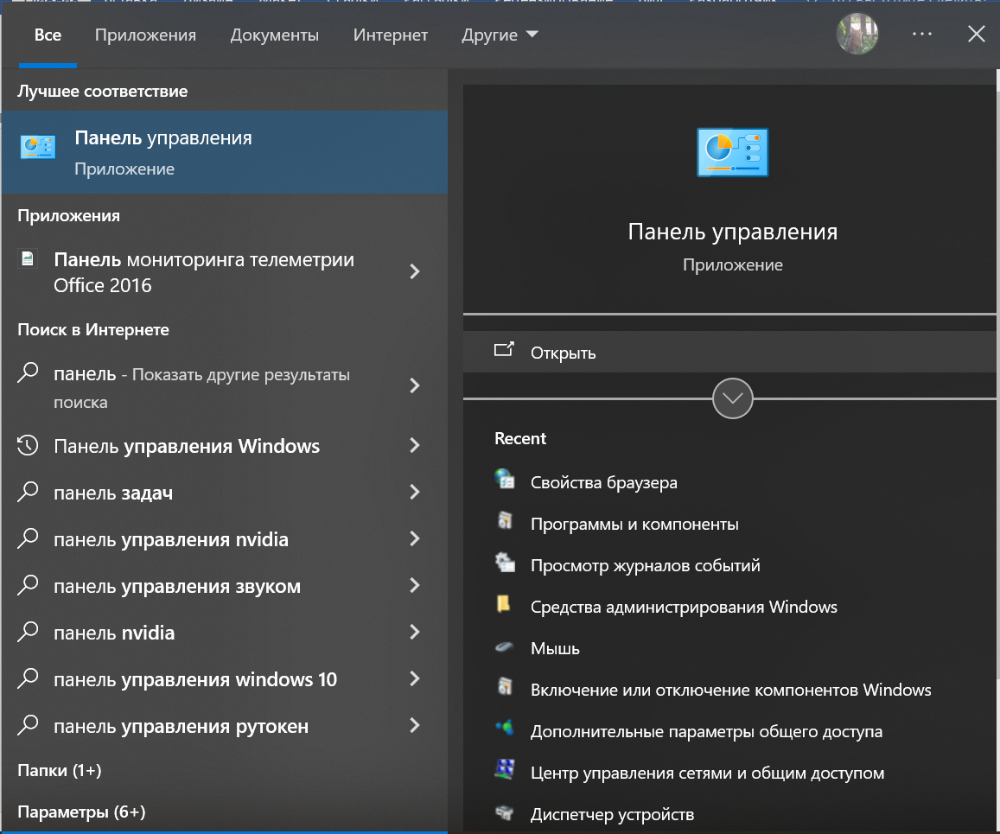 Все
Приложения
Документы
Интернет
Другие
Лучшее соответствие
Панель управления
Приложение
Приложения
Панель мониторинга телеметрии
Office 2016
Поиск в Интернете
панель - Показать другие результаты
поиска
Панель управления Windows
панель задач
панель управления nvidia
панель управления звуком
панель nvidia
панель управления windows 10
панель управления рутокен
Папки (1+)
Параметры (6+)
Панель управления
Приложение
Открыть
Recent
Свойства браузера
Программы и компоненты
Просмотр журналов событий
Средства администрирования Windows
Мышь
Включение или отключение компонентов Windows
Дополнительные параметры общего доступа
Центр управления сетями и общим доступом
Диспетчер устройств